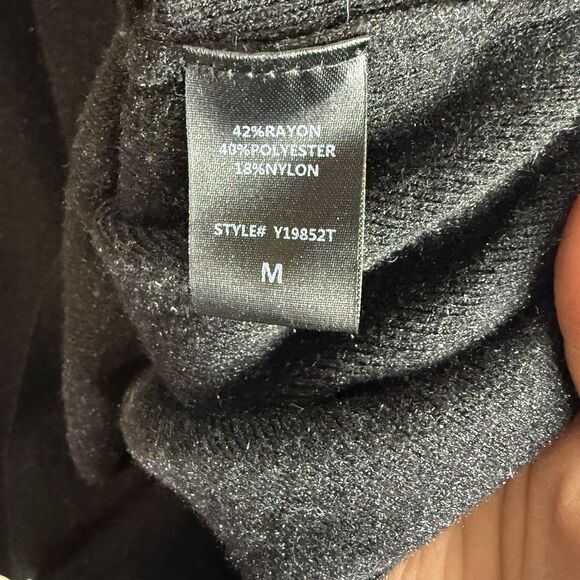 42%RAYON
40%POLYESTER
18%NYLON
STYLE# Y19852T
M